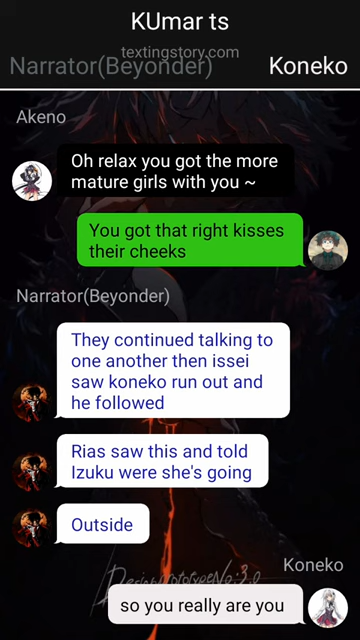 KUmar ts
textingstory.com
Narrator(Beyonder)
Koneko
Akeno
Oh relax you got the more
mature girls with you ~
You got that right kisses
their cheeks
Narrator(Beyonder)
They continued talking to
one another then issei
saw koneko run out and
he followed
Rias saw this and told
Izuku were she's going
Outside
Koneko
so you really are you